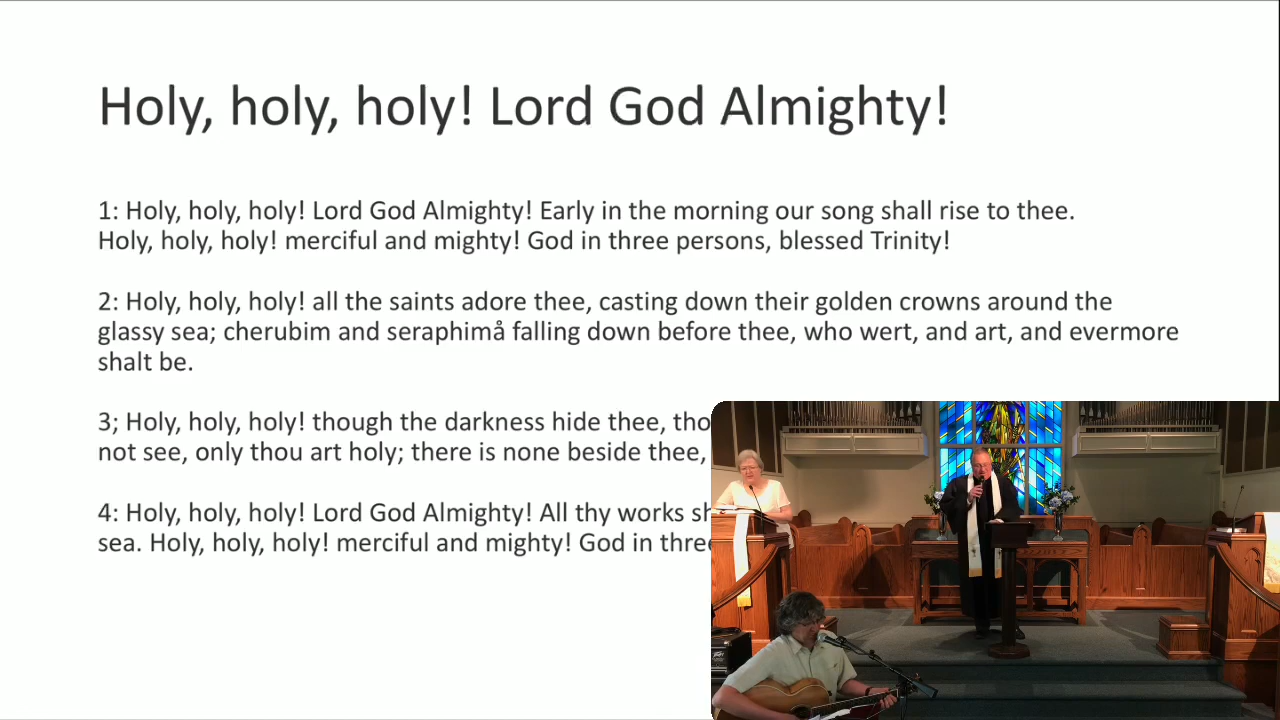 Holy, holy, holy! Lord God Almighty!
1: Holy, holy, holy! Lord God Almighty! Early in the morning our song shall rise to thee.
Holy, holy, holy! merciful and mighty! God in three persons, blessed Trinity!
2: Holy, holy, holy! all the saints adore thee, casting down their golden crowns around the
glassy sea; cherubim and seraphimå falling down before thee, who wert, and art, and evermore
shalt be.
3; Holy, holy, holy! though the darkness hide thee, tho
not see, only thou art holy; there is none beside thee,
4: Holy, holy, holy! Lord God Almighty! All thy works sh
sea. Holy, holy, holy! merciful and mighty! God in three
PEAVEY